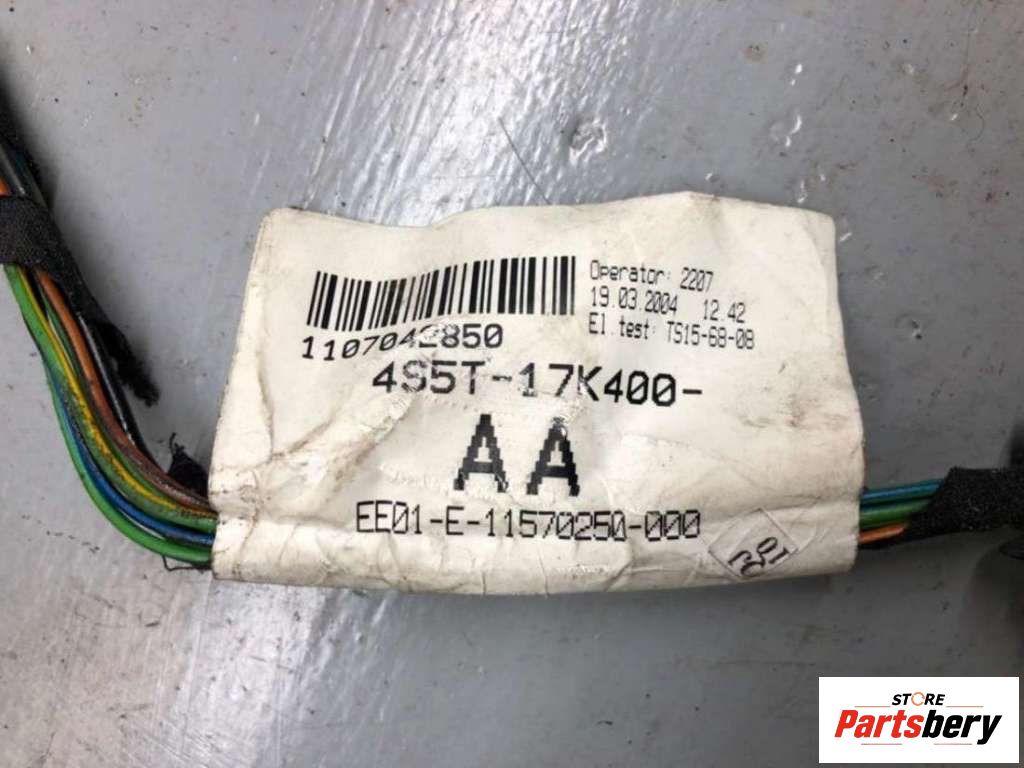 Operator: 2207
19.03.2004 12.42
El.test: TS15-68-08
1107042850
4S5T-17K400-
AA
EE01-E-11570250-000
STORE
Partsbery